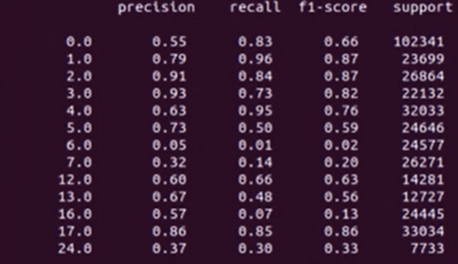 precision recall f1-score support
0.0 0.55 0.83 0.66 102341
1.0 0.79 0.96 0.87 23699
2.0 0.91 0.84 0.87 26864
3.0 0.93 0.73 0.82 22132
4.0 0.63 0.95 0.76 32033
5.0 0.73 0.50 0.59 24646
6.0 0.05 0.01 0.02 24577
7.0 0.32 0.14 0.20 26271
12.0 0.60 0.66 0.63 14281
13.0 0.67 0.48 0.56 12727
16.0 0.57 0.07 0.13 24445
17.0 0.86 0.85 0.86 33034
24.0 0.37 0.30 0.33 7733